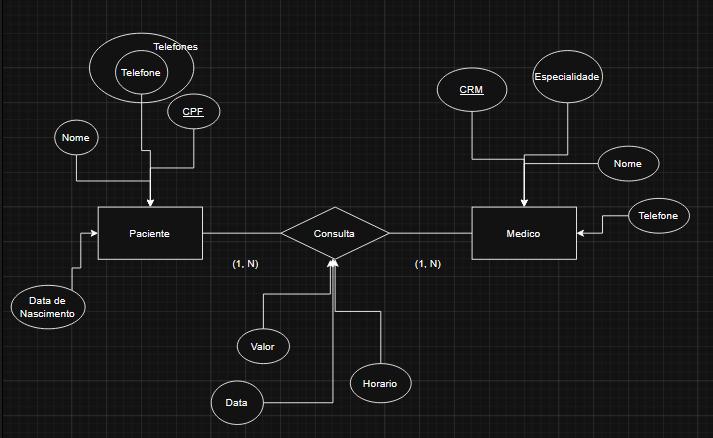 Telefones
Telefone
CRM
Especialidade
CPF
Nome
Nome
Telefone
Paciente
Consulta
Medico
(1, N)
(1, N)
Data de
Nascimento
Valor
Horario
Data